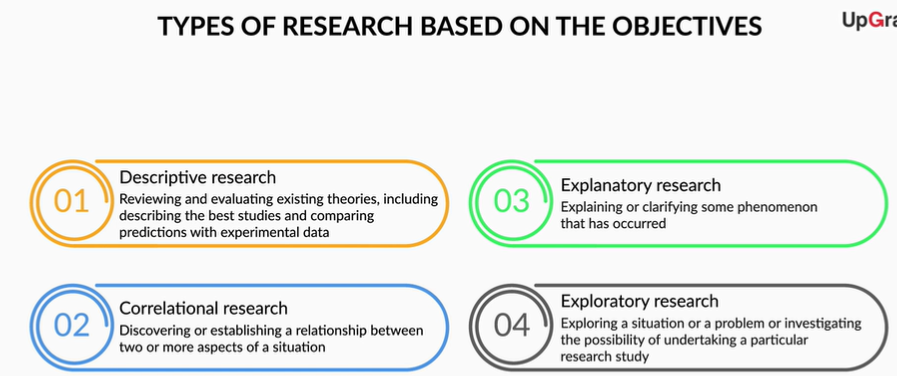 TYPES OF RESEARCH BASED ON THE OBJECTIVES
UpGra
01
Descriptive research
Reviewing and evaluating existing theories, including
describing the best studies and comparing
predictions with experimental data
02
Correlational research
Discovering or establishing a relationship between
two or more aspects of a situation
03
Explanatory research
Explaining or clarifying some phenomenon
that has occurred
04
Exploratory research
Exploring a situation or a problem or investigating
the possibility of undertaking a particular
research study